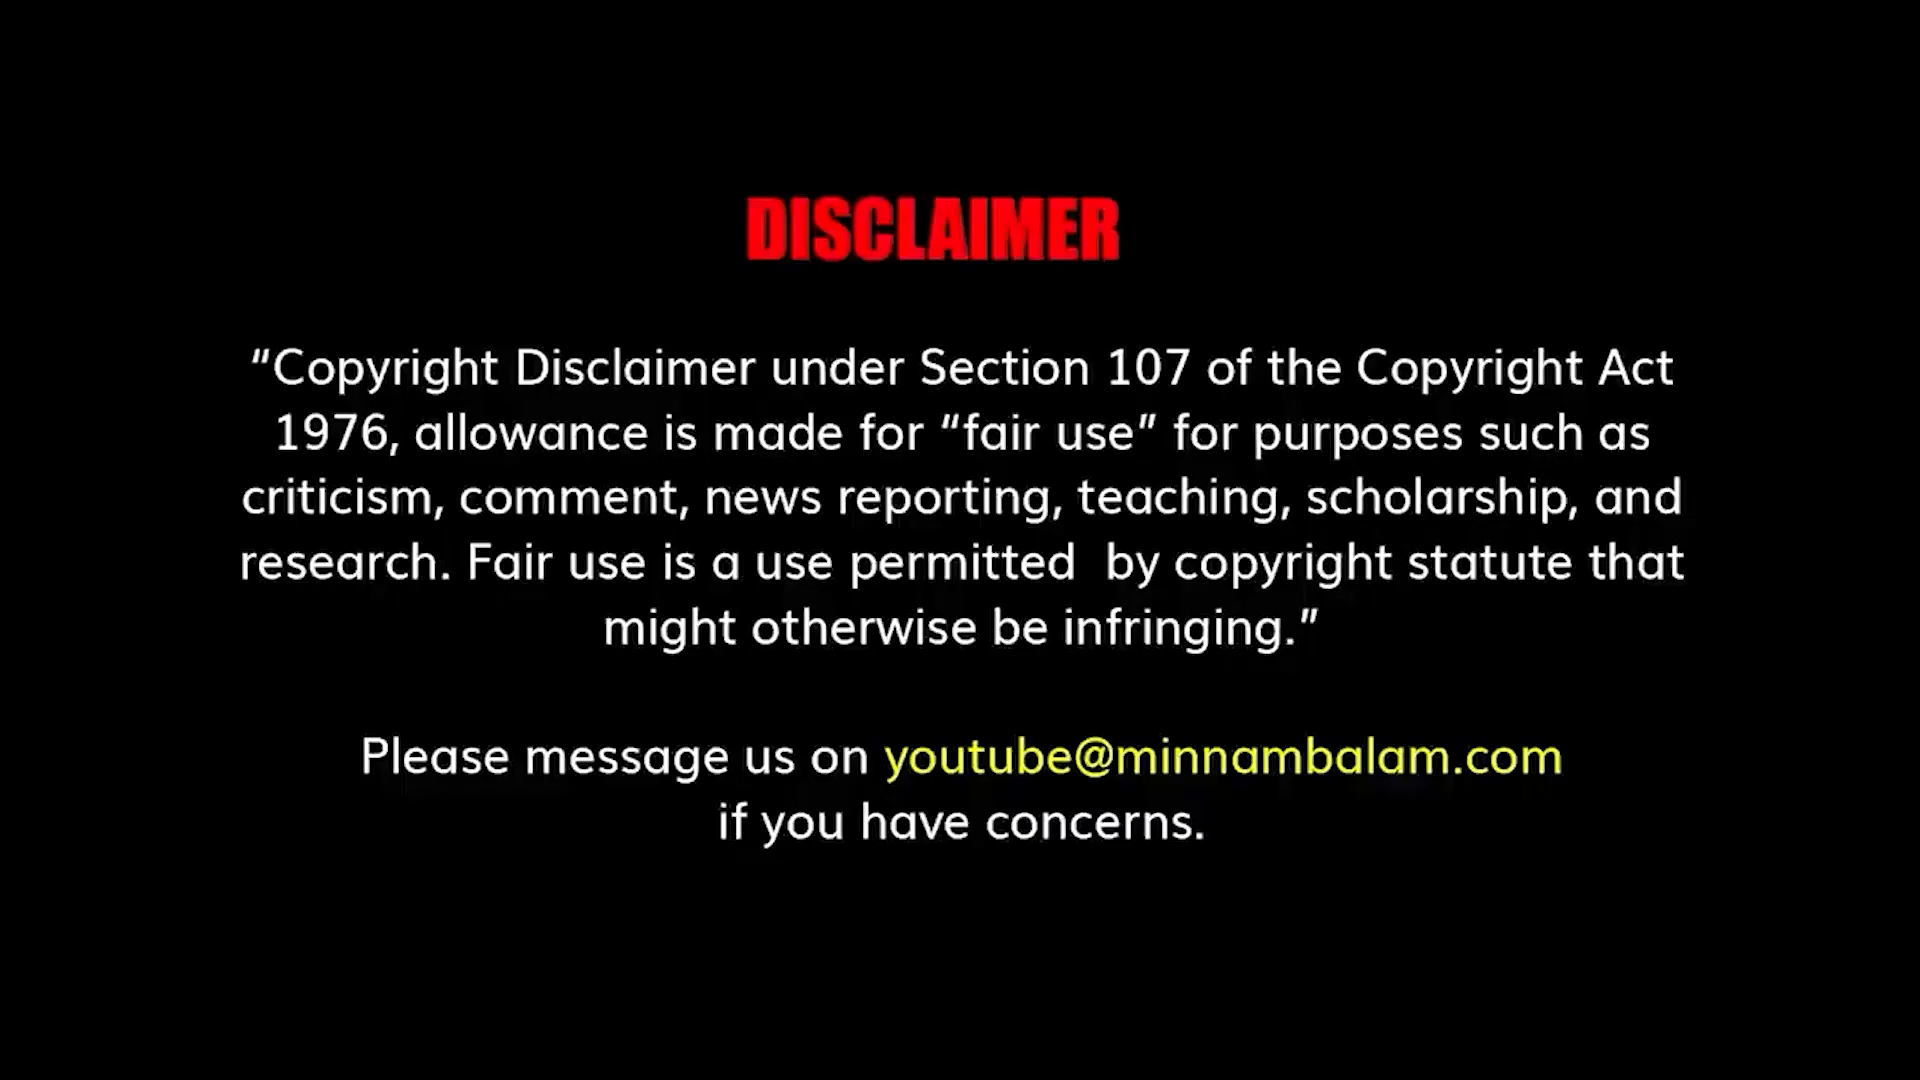 DISCLAIMER
“Copyright Disclaimer under Section 107 of the Copyright Act
1976, allowance is made for “fair use” for purposes such as
criticism, comment, news reporting, teaching, scholarship, and
research. Fair use is a use permitted  by copyright statute that
might otherwise be infringing.”
Please message us on youtube@minnambalam.com
if you have concerns.